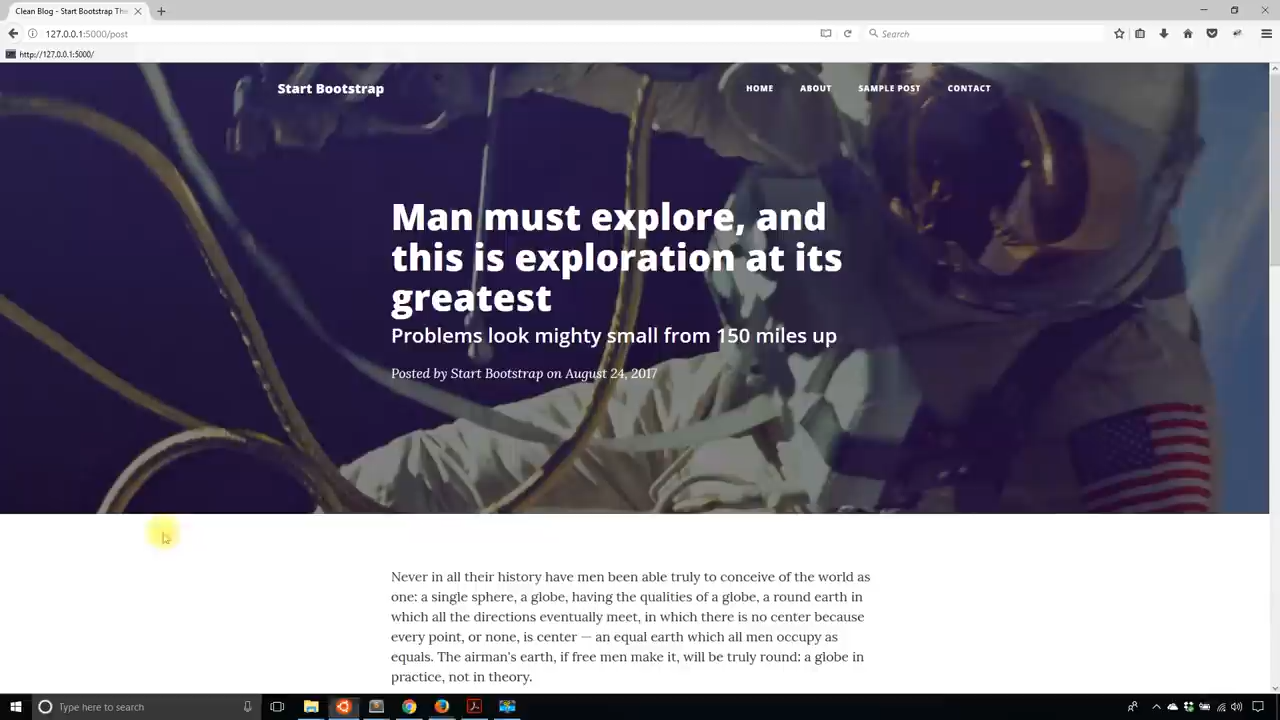 Clean Blog - Start Bootstrap The
127.0.0.1:5000/post
Search
http://127.0.0.1:5000/
Start Bootstrap
HOME ABOUT SAMPLE POST CONTACT
Man must explore, and
this is exploration at its
greatest
Problems look mighty small from 150 miles up
Posted by Start Bootstrap on August 24, 2017
Never in all their history have men been able truly to conceive of the world as
one: a single sphere, a globe, having the qualities of a globe, a round earth in
which all the directions eventually meet, in which there is no center because
every point, or none, is center — an equal earth which all men occupy as
equals. The airman's earth, if free men make it, will be truly round: a globe in
practice, not in theory.
Type here to search